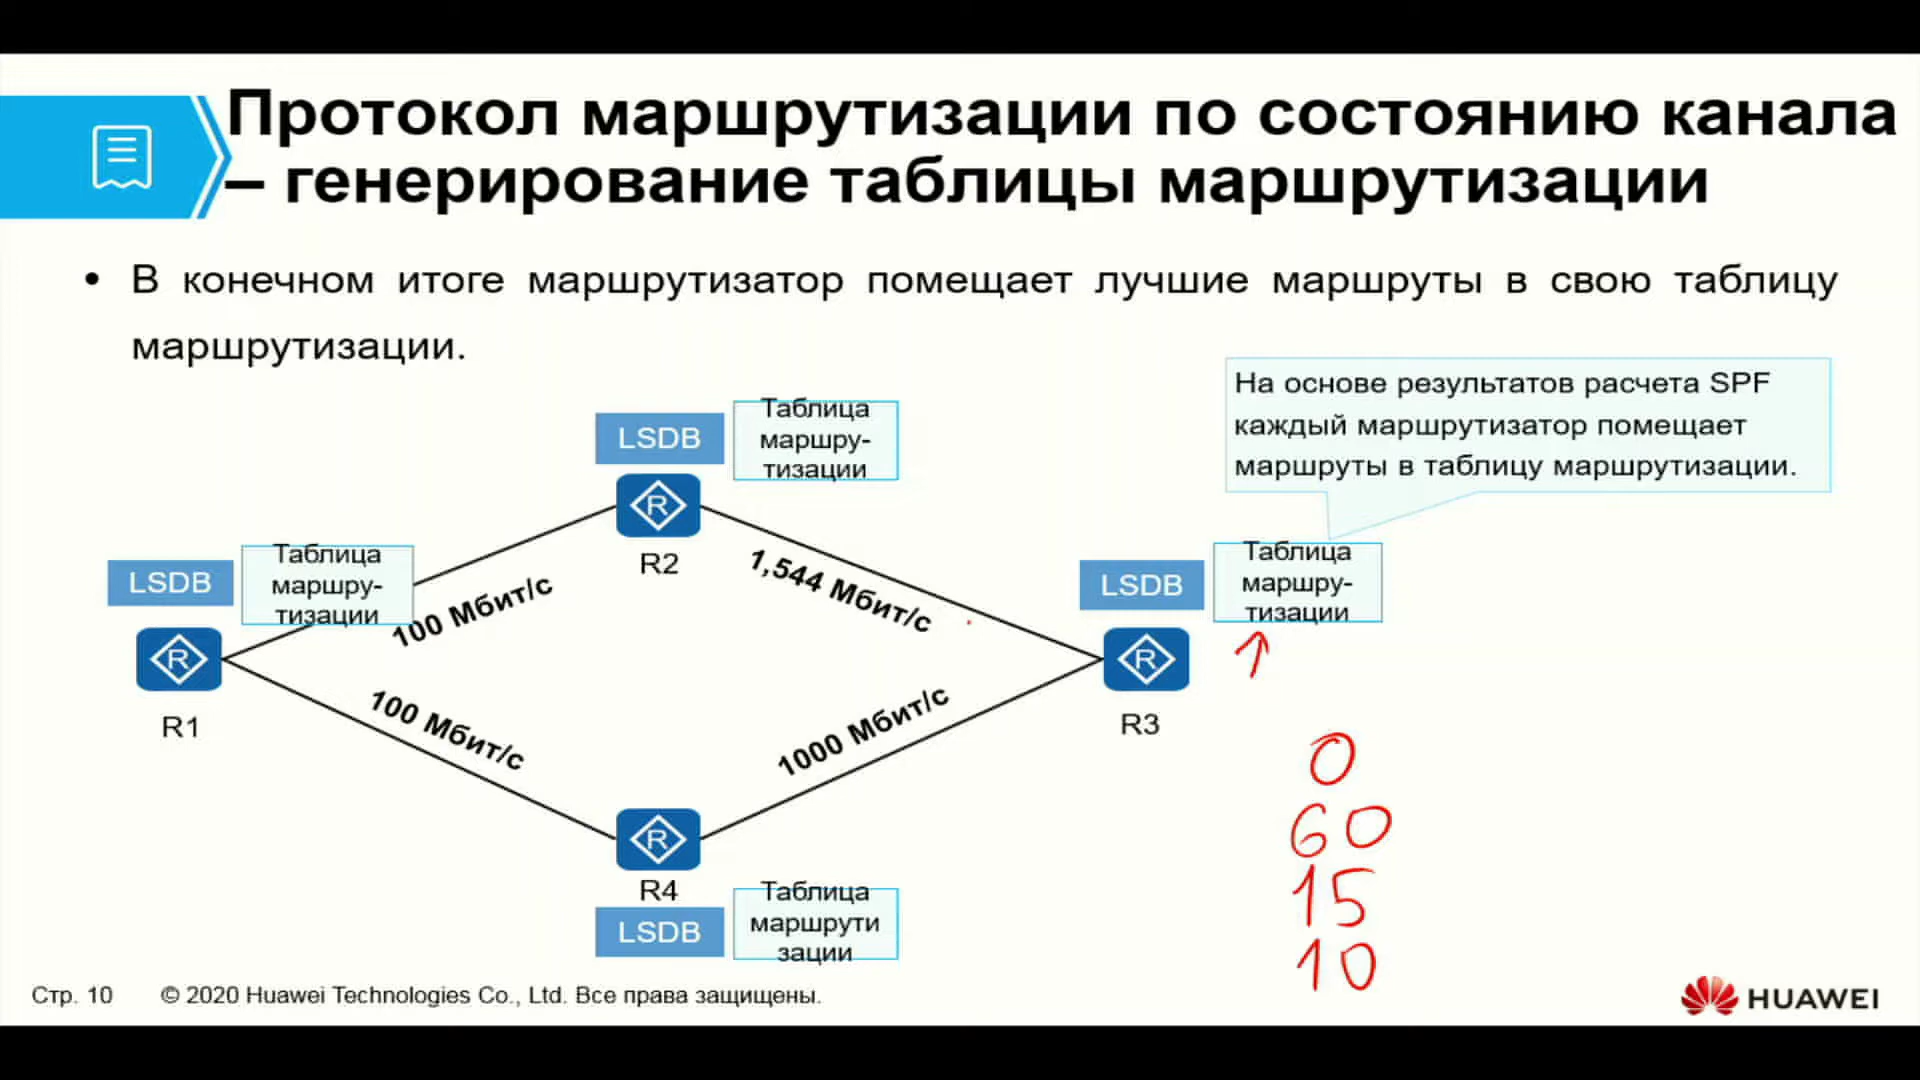 Протокол маршрутизации по состоянию канала
– генерирование таблицы маршрутизации
• В конечном итоге маршрутизатор помещает лучшие маршруты в свою таблицу
маршрутизации.
На основе результатов расчета SPF
каждый маршрутизатор помещает
маршруты в таблицу маршрутизации.
LSDB
Таблица
маршру-
тизации
R
R2
LSDB
Таблица
маршру-
тизации
R
R1
100 Мбит/с
1,544 Мбит/с
LSDB
Таблица
маршру-
тизации
R
R3
100 Мбит/с
1000 Мбит/с
R
R4
LSDB
Таблица
маршрути
зации
0
60
15
10
Стр. 10
© 2020 Huawei Technologies Co., Ltd. Все права защищены.
HUAWEI